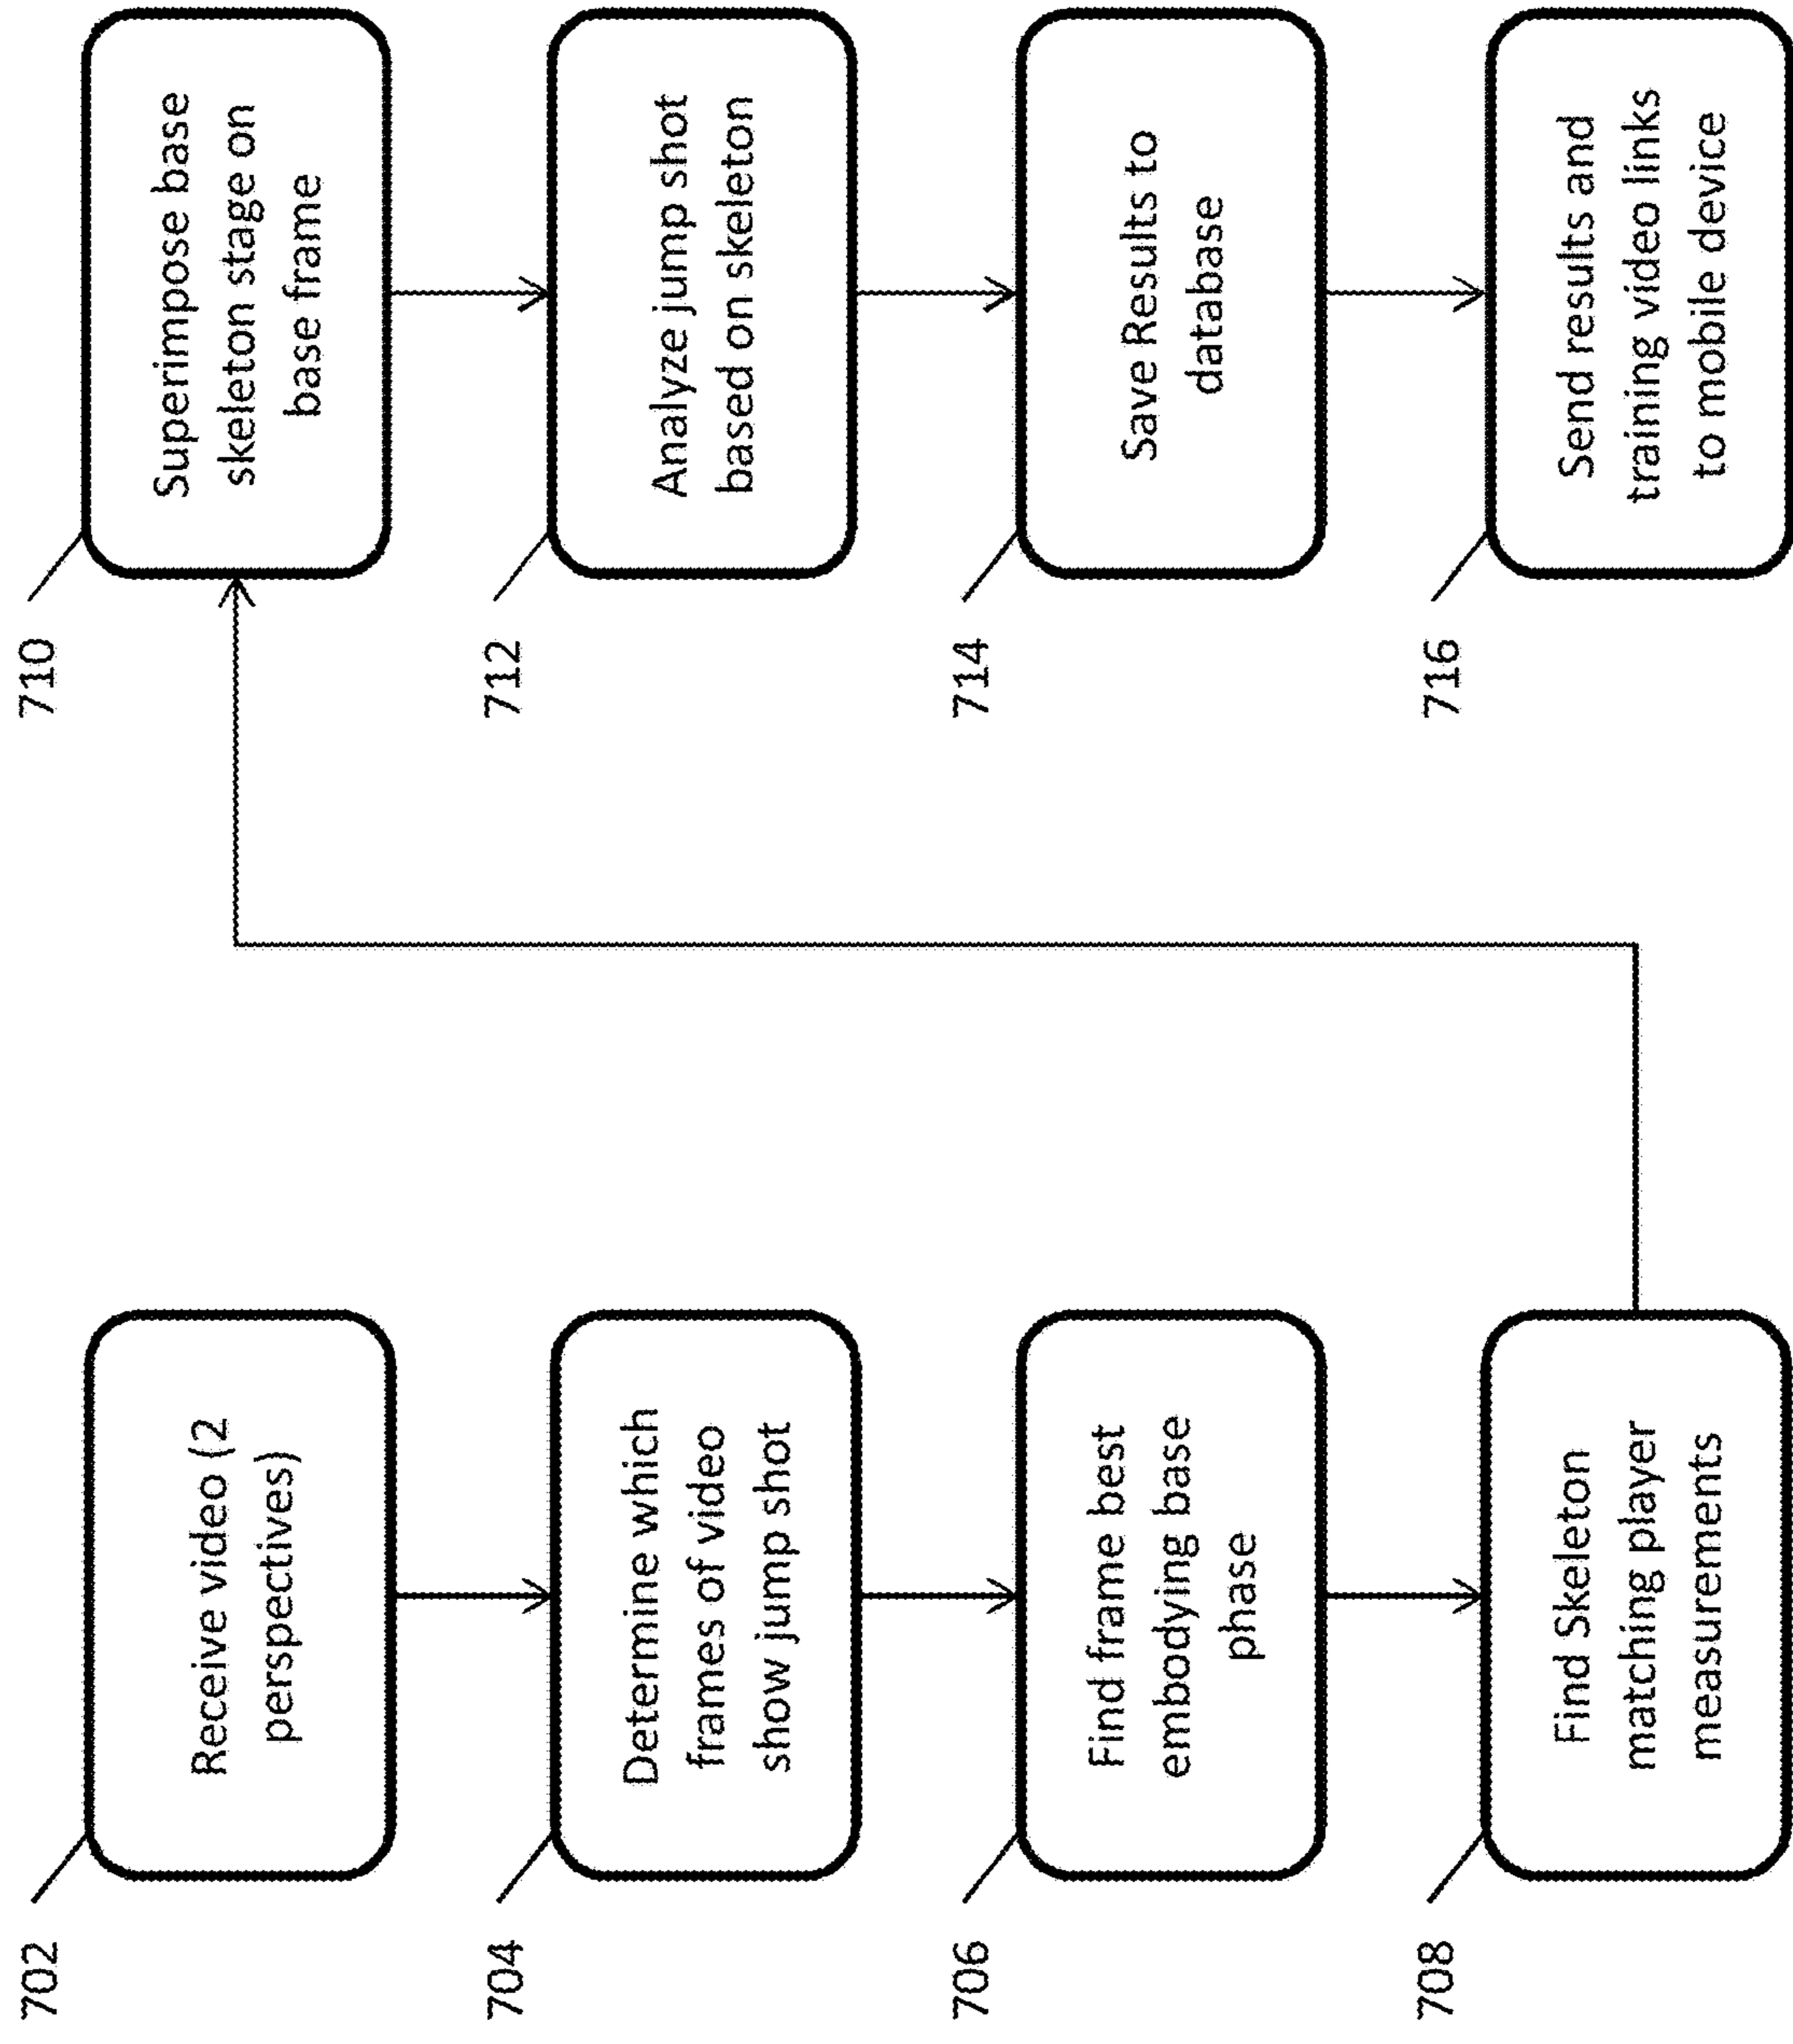 702
Receive video (2
perspectives)
704
Determine which
frames of video
show jump shot
706
Find frame best
embodying base
phase
708
Find Skeleton
matching player
measurements
710
Superimpose base
skeleton stage on
base frame
712
Analyze jump shot
based on skeleton
714
Save Results to
database
716
Send results and
training video links
to mobile device